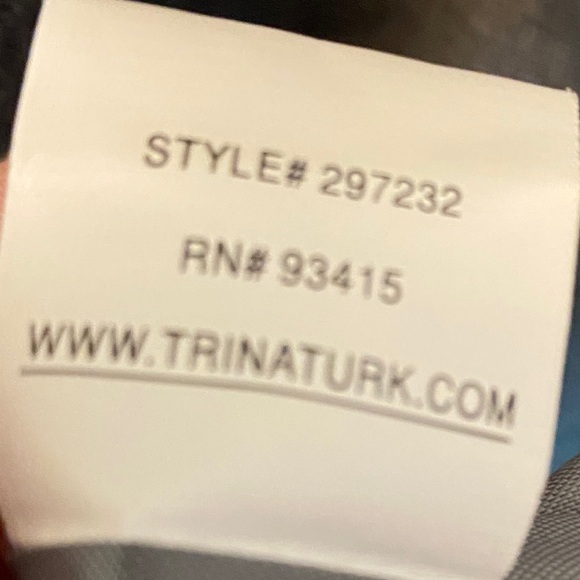 STYLE# 297232
RN# 93415
WWW.TRINATURK.COM